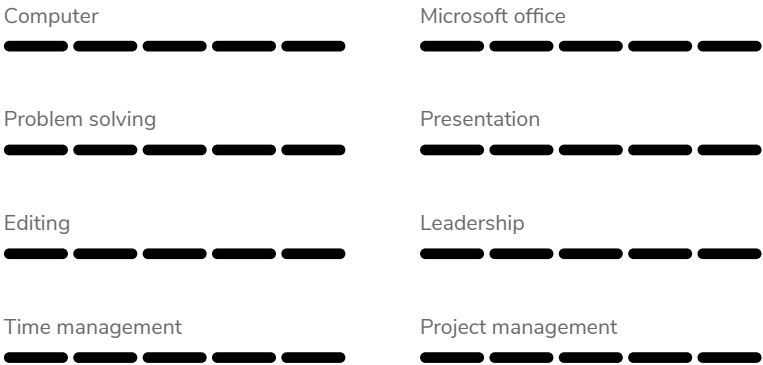 Computer
Microsoft office
Problem solving
Presentation
Editing
Leadership
Time management
Project management